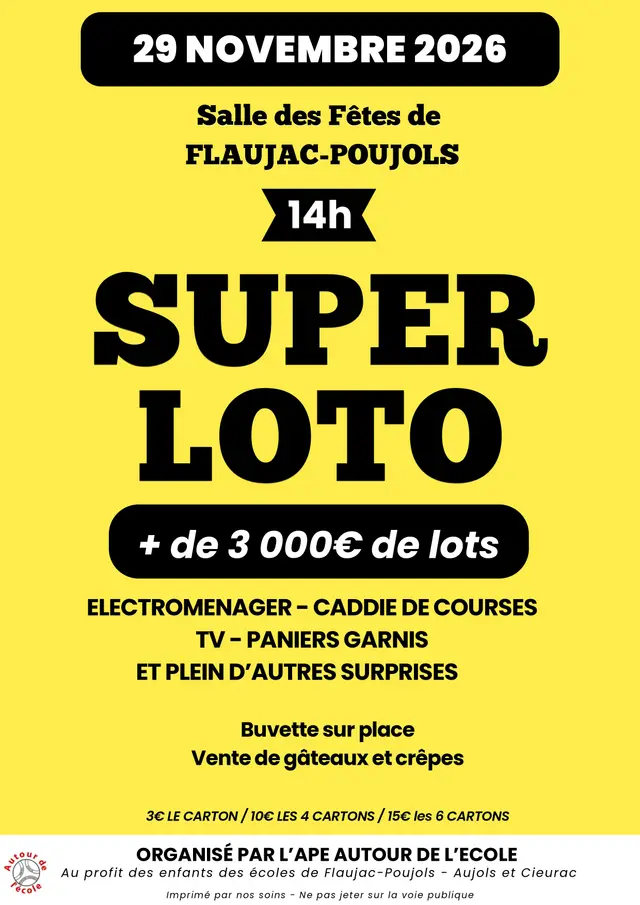 29 NOVEMBRE 2026
Salle des Fêtes de
FLAUJAC-POUJOLS
14h
SUPER
LOTO
+ de 3 000€ de lots
ELECTROMENAGER - CADDIE DE COURSES
TV - PANIERS GARNIS
ET PLEIN D'AUTRES SURPRISES
Buvette sur place
Vente de gâteaux et crêpes
3€ LE CARTON / 10€ LES 4 CARTONS / 15€ les 6 CARTONS
Autour de
l'école
ORGANISÉ PAR L'APE AUTOUR DE L'ECOLE
Au profit des enfants des écoles de Flaujac-Poujols - Aujols et Cieurac
Imprimé par nos soins - Ne pas jeter sur la voie publique